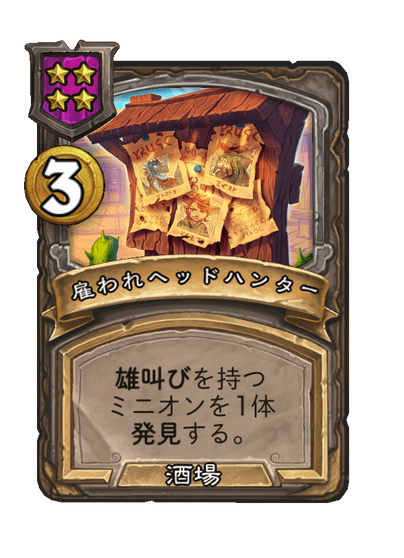 3
雇われヘッドハンター
雄叫びを持つ
ミニオンを1体
発見する。
酒場